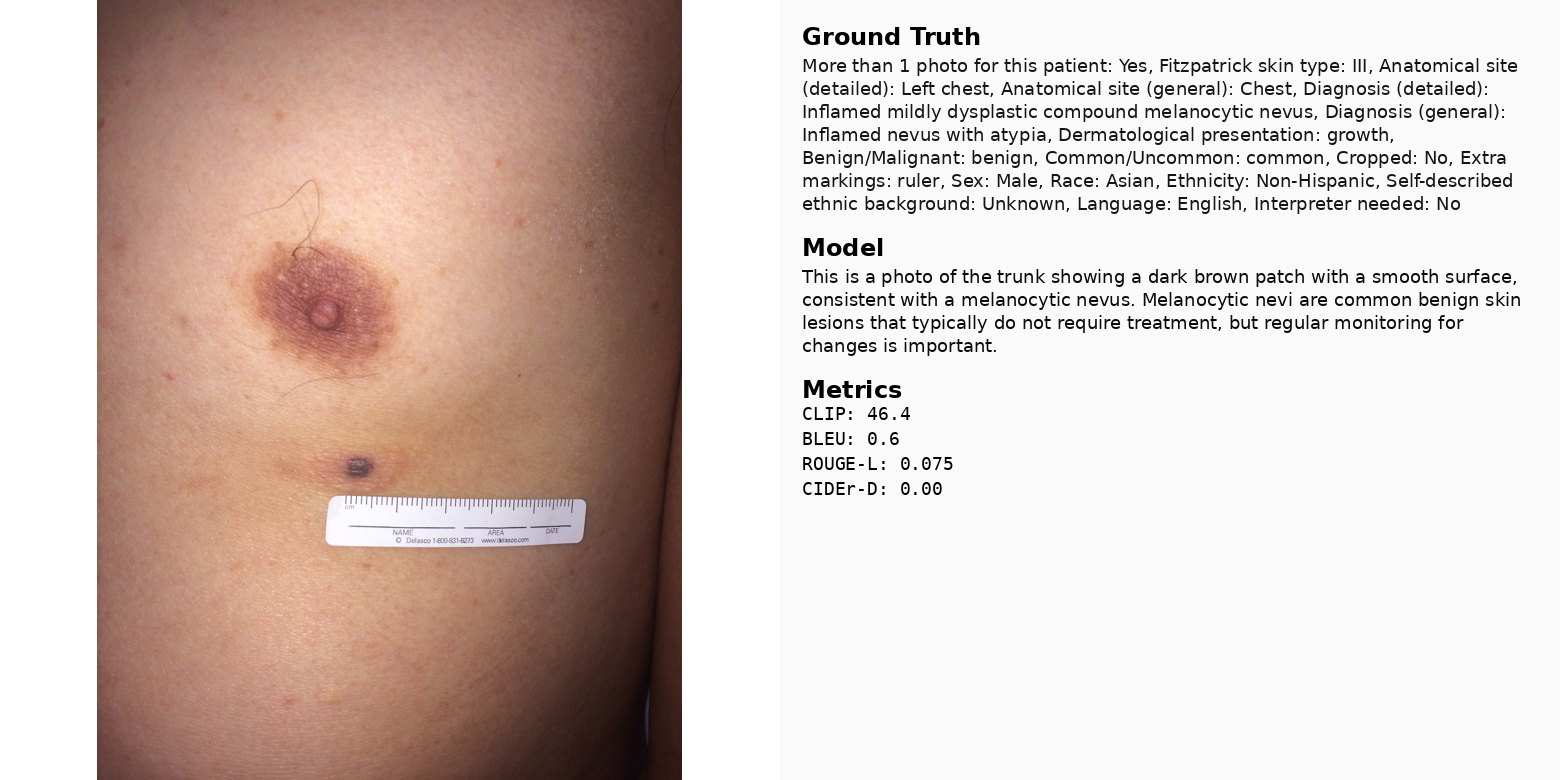 Ground Truth
More than 1 photo for this patient: Yes, Fitzpatrick skin type: III, Anatomical site
(detailed): Left chest, Anatomical site (general): Chest, Diagnosis (detailed):
Inflamed mildly dysplastic compound melanocytic nevus, Diagnosis (general):
Inflamed nevus with atypia, Dermatological presentation: growth,
Benign/Malignant: benign, Common/Uncommon: common, Cropped: No, Extra
markings: ruler, Sex: Male, Race: Asian, Ethnicity: Non-Hispanic, Self-described
ethnic background: Unknown, Language: English, Interpreter needed: No
Model
This is a photo of the trunk showing a dark brown patch with a smooth surface,
consistent with a melanocytic nevus. Melanocytic nevi are common benign skin
lesions that typically do not require treatment, but regular monitoring for
changes is important.
Metrics
CLIP: 46.4
BLEU: 0.6
ROUGE-L: 0.075
CIDEr-D: 0.00
cm
NAME AREA DATE
© Delasco 1-800-831-6273 www.delasco.com